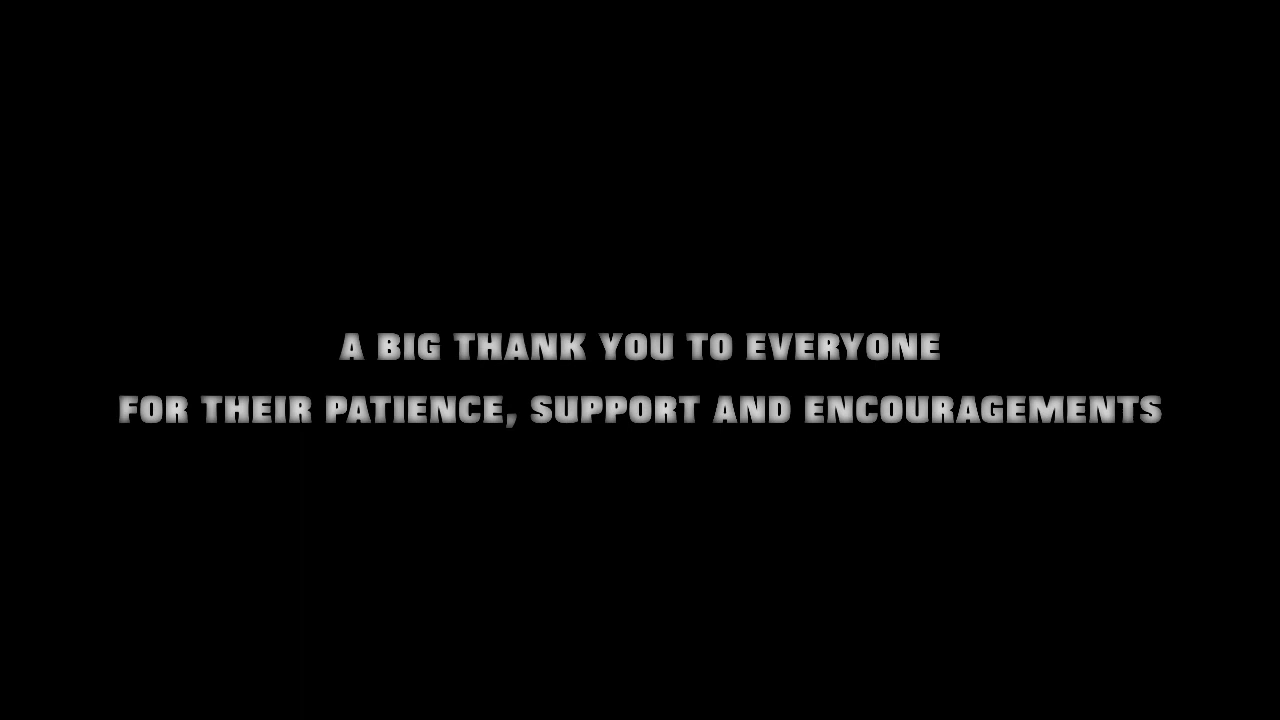 A BIG THANK YOU TO EVERYONE
FOR THEIR PATIENCE, SUPPORT AND ENCOURAGEMENTS